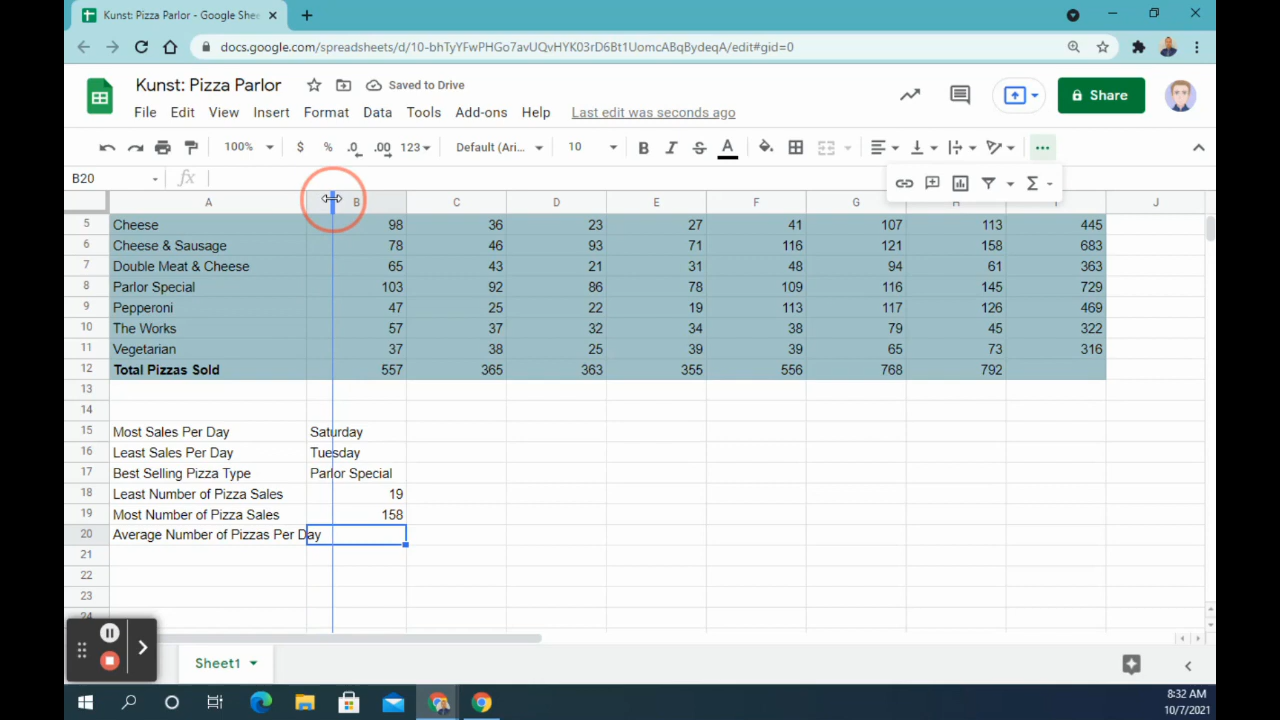 Kunst: Pizza Parlor - Google Shee
docs.google.com/spreadsheets/d/10-bhTyYFwPHGo7avUQvHYK03rD6Bt1UomcABqBydeqA/edit#gid=0
Kunst: Pizza Parlor Saved to Drive
File Edit View Insert Format Data Tools Add-ons Help Last edit was seconds ago
Share
100% $ % .0 .00 123 Default (Ari... 10 B I S A
B20 fx
A B C D E F G H I J
5 Cheese 98 36 23 27 41 107 113 445
6 Cheese & Sausage 78 46 93 71 116 121 158 683
7 Double Meat & Cheese 65 43 21 31 48 94 61 363
8 Parlor Special 103 92 86 78 109 116 145 729
9 Pepperoni 47 25 22 19 113 117 126 469
10 The Works 57 37 32 34 38 79 45 322
11 Vegetarian 37 38 25 39 39 65 73 316
12 Total Pizzas Sold 557 365 363 355 556 768 792
13
14
15 Most Sales Per Day Saturday
16 Least Sales Per Day Tuesday
17 Best Selling Pizza Type Parlor Special
18 Least Number of Pizza Sales 19
19 Most Number of Pizza Sales 158
20 Average Number of Pizzas Per Day
21
22
23
24
Sheet1
8:32 AM
10/7/2021